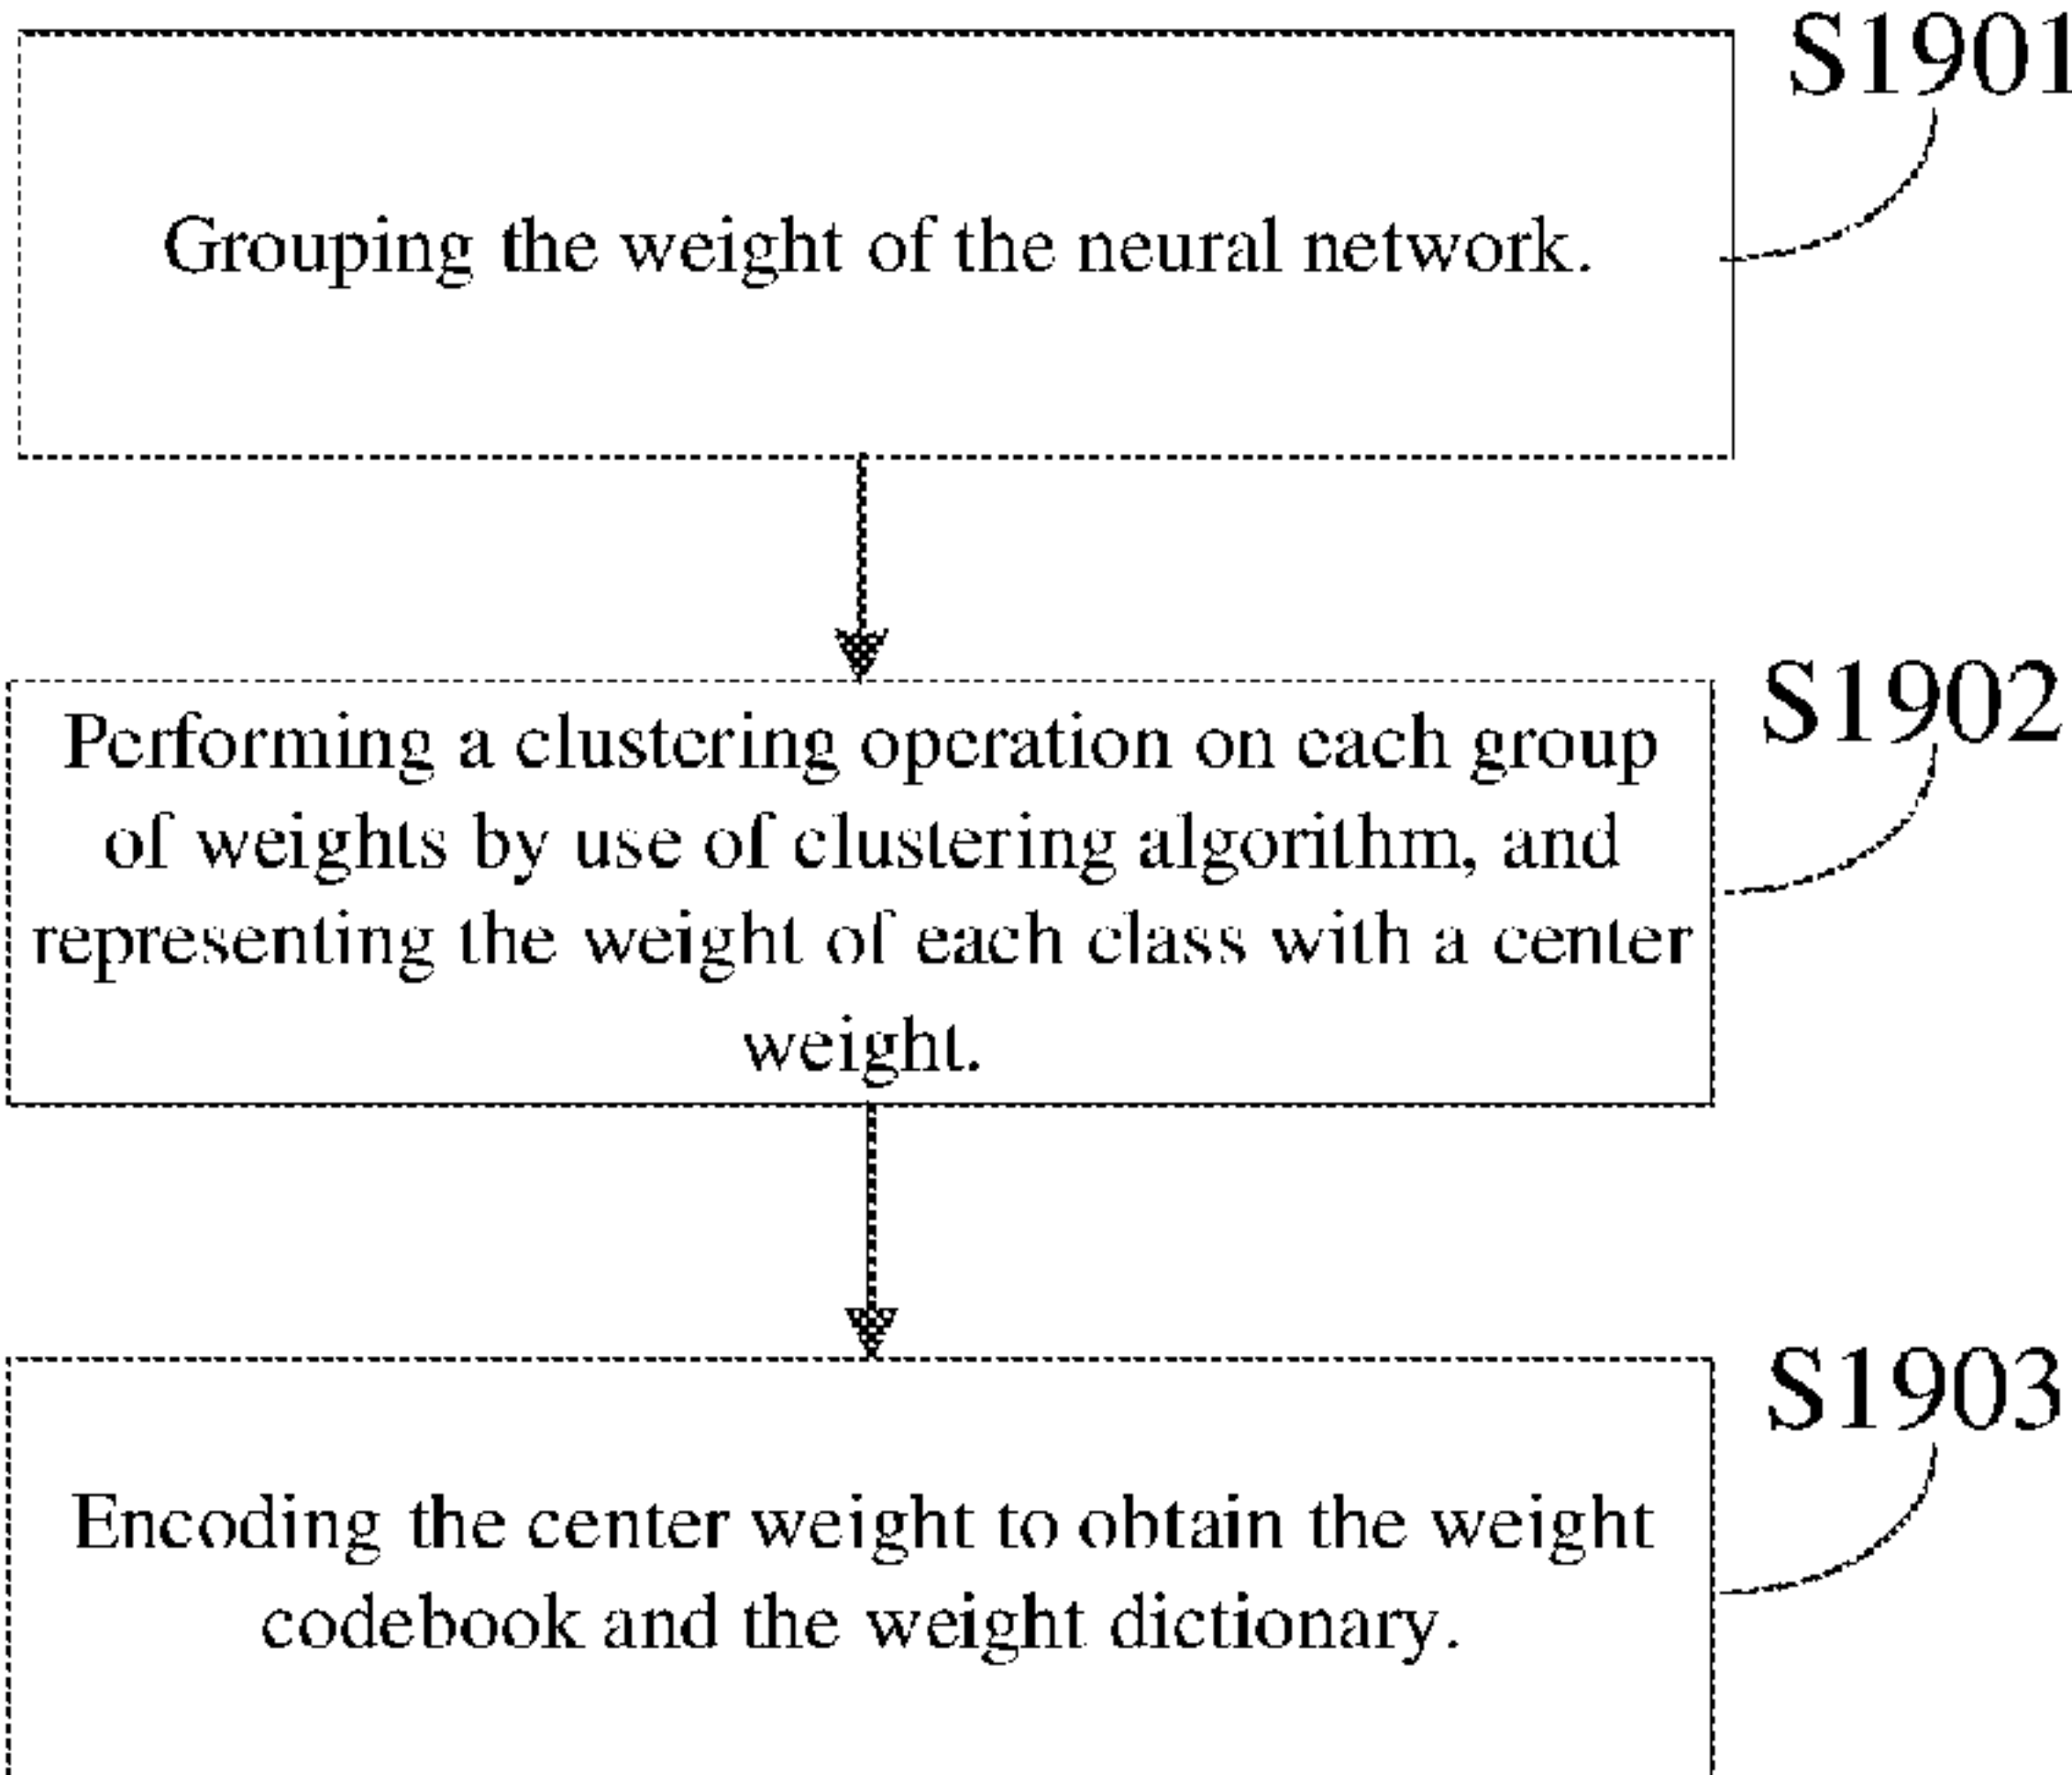 S1901
Grouping the weight of the neural network.
S1902
Performing a clustering operation on each group
of weights by use of clustering algorithm, and
representing the weight of each class with a center
weight.
S1903
Encoding the center weight to obtain the weight
codebook and the weight dictionary.